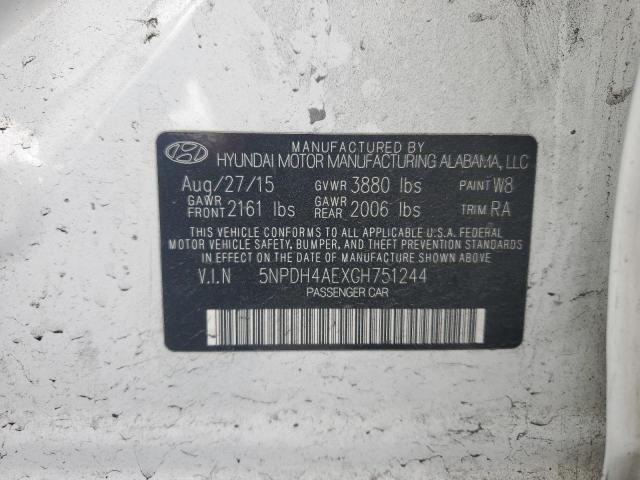 MANUFACTURED BY
HYUNDAI MOTOR MANUFACTURING ALABAMA, LLC
Aug/27/15 GVWR 3880 lbs PAINT W8
GAWR FRONT 2161 lbs GAWR REAR 2006 lbs TRIM RA
THIS VEHICLE CONFORMS TO ALL APPLICABLE U.S.A. FEDERAL
MOTOR VEHICLE SAFETY, BUMPER, AND THEFT PREVENTION STANDARDS
IN EFFECT ON THE DATE OF MANUFACTURE SHOWN ABOVE.
V.I.N 5NPDH4AEXGH751244
PASSENGER CAR